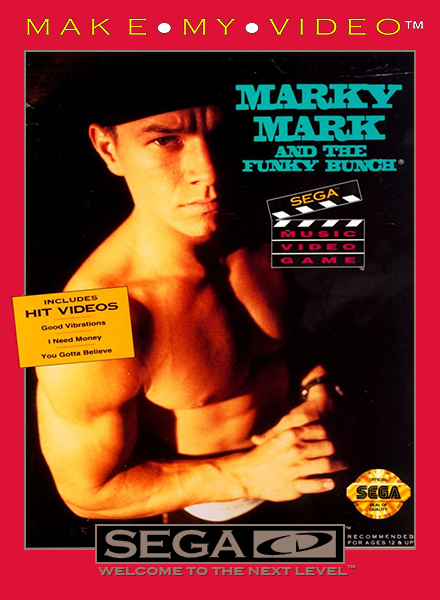 MAKE•MY•VIDEO™
MARKY
MARK
AND THE
FUNKY BUNCH®
SEGA™
MUSIC
VIDEO
GAME
INCLUDES
HIT VIDEOS
Good Vibrations
I Need Money
You Gotta Believe
OFFICIAL
SEGA
SEAL OF
QUALITY
RECOMMENDED
FOR AGES 12 & UP
SEGA CD™
WELCOME TO THE NEXT LEVEL™